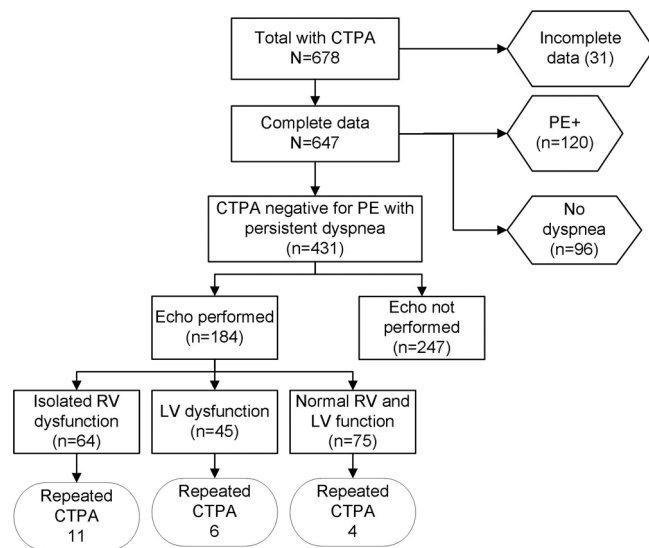 Total with CTPA
N=678
Incomplete
data (31)
Complete data
N=647
PE+
(n=120)
CTPA negative for PE with
persistent dyspnea
(n=431)
No
dyspnea
(n=96)
Echo performed
(n=184)
Echo not
performed
(n=247)
Isolated RV
dysfunction
(n=64)
LV dysfunction
(n=45)
Normal RV and
LV function
(n=75)
Repeated
CTPA
11
Repeated
CTPA
6
Repeated
CTPA
4